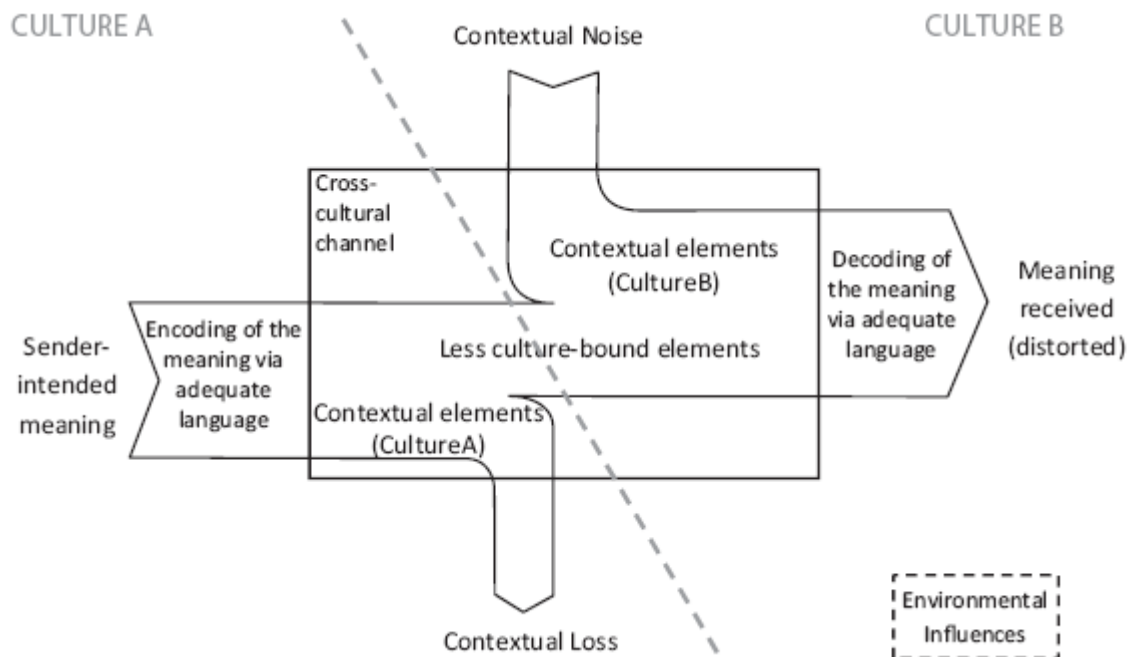 CULTURE A
Contextual Noise
CULTURE B
Cross-
cultural
channel
Contextual elements
(CultureB)
Decoding of
the meaning
via adequate
language
Meaning
received
(distorted)
Sender-
intended
meaning
Encoding of the
meaning via
adequate
language
Less culture-bound elements
Contextual elements
(CultureA)
Contextual Loss
Environmental
Influences